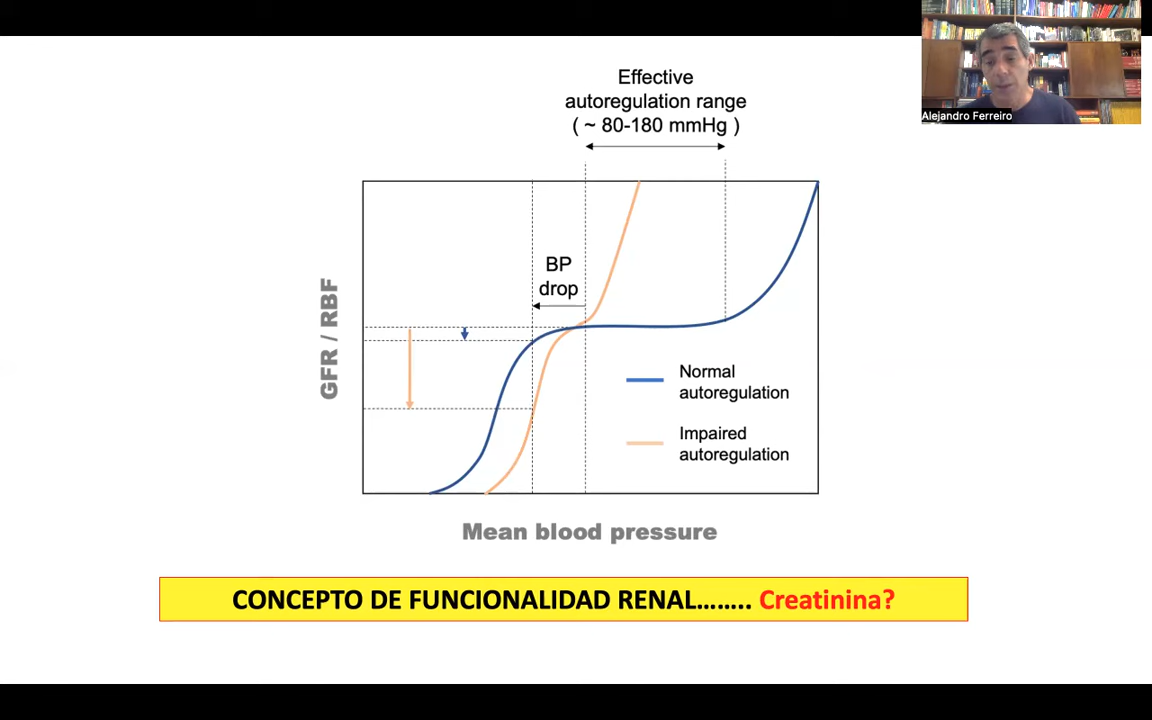 Alejandro Ferreiro
Effective
autoregulation range
( ~ 80-180 mmHg )
BP
drop
GFR / RBF
Normal
autoregulation
Impaired
autoregulation
Mean blood pressure
CONCEPTO DE FUNCIONALIDAD RENAL…….. Creatinina?